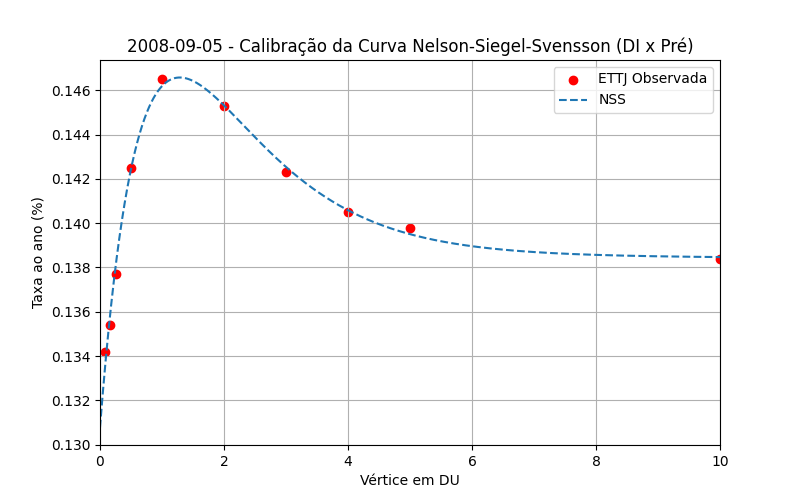 2008-09-05 - Calibração da Curva Nelson-Siegel-Svensson (DI x Pré)
ETTJ Observada
NSS
Taxa ao ano (%)
0.146
0.144
0.142
0.140
0.138
0.136
0.134
0.132
0.130
0 2 4 6 8 10
Vértice em DU